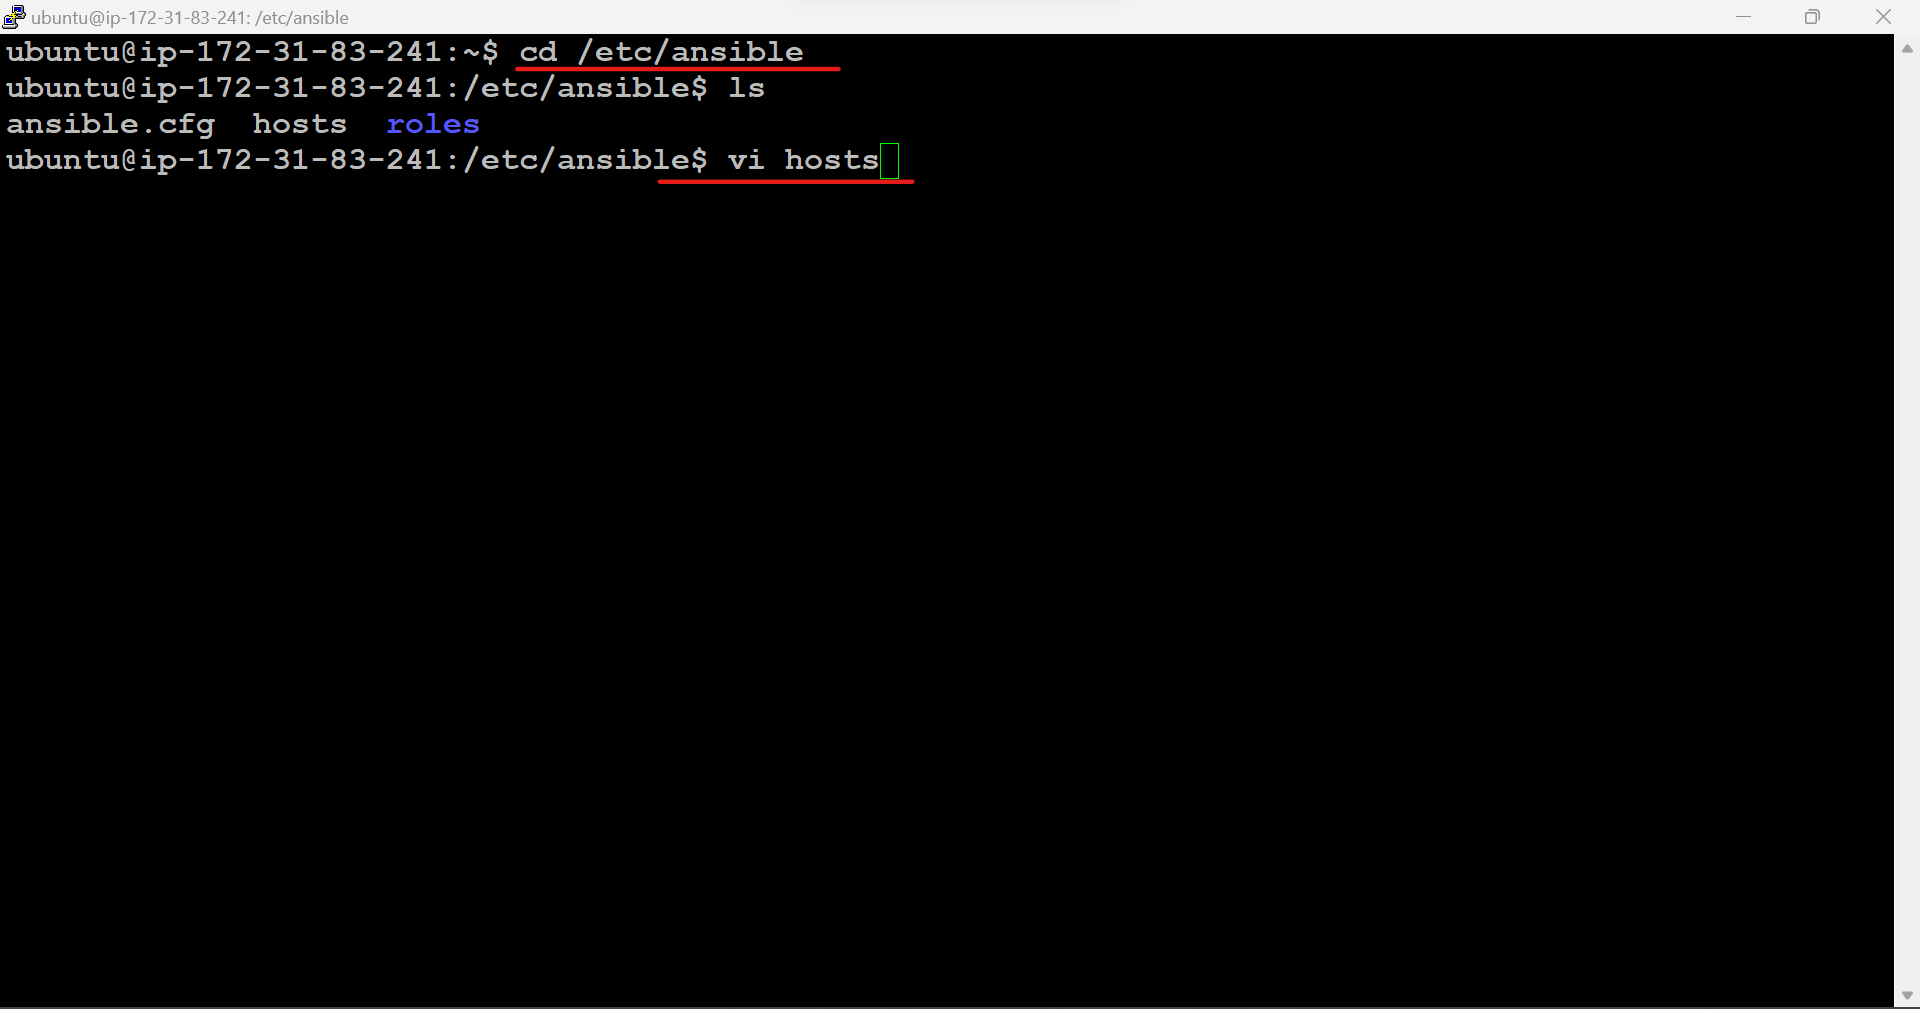 ubuntu@ip-172-31-83-241: /etc/ansible
ubuntu@ip-172-31-83-241:~$ cd /etc/ansible
ubuntu@ip-172-31-83-241:/etc/ansible$ ls
ansible.cfg  hosts  roles
ubuntu@ip-172-31-83-241:/etc/ansible$ vi hosts